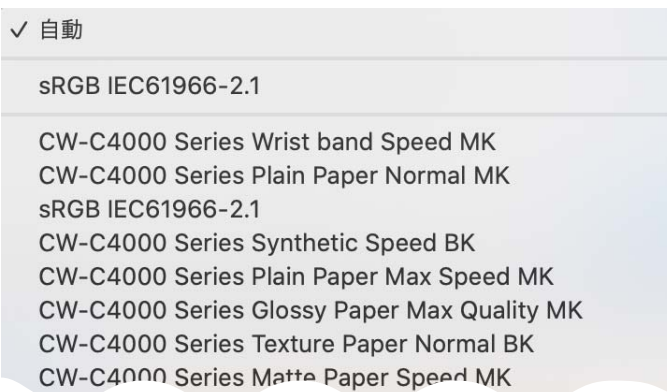 ✓ 自動
sRGB IEC61966-2.1
CW-C4000 Series Wrist band Speed MK
CW-C4000 Series Plain Paper Normal MK
sRGB IEC61966-2.1
CW-C4000 Series Synthetic Speed BK
CW-C4000 Series Plain Paper Max Speed MK
CW-C4000 Series Glossy Paper Max Quality MK
CW-C4000 Series Texture Paper Normal BK
CW-C4000 Series Matte Paper Speed MK